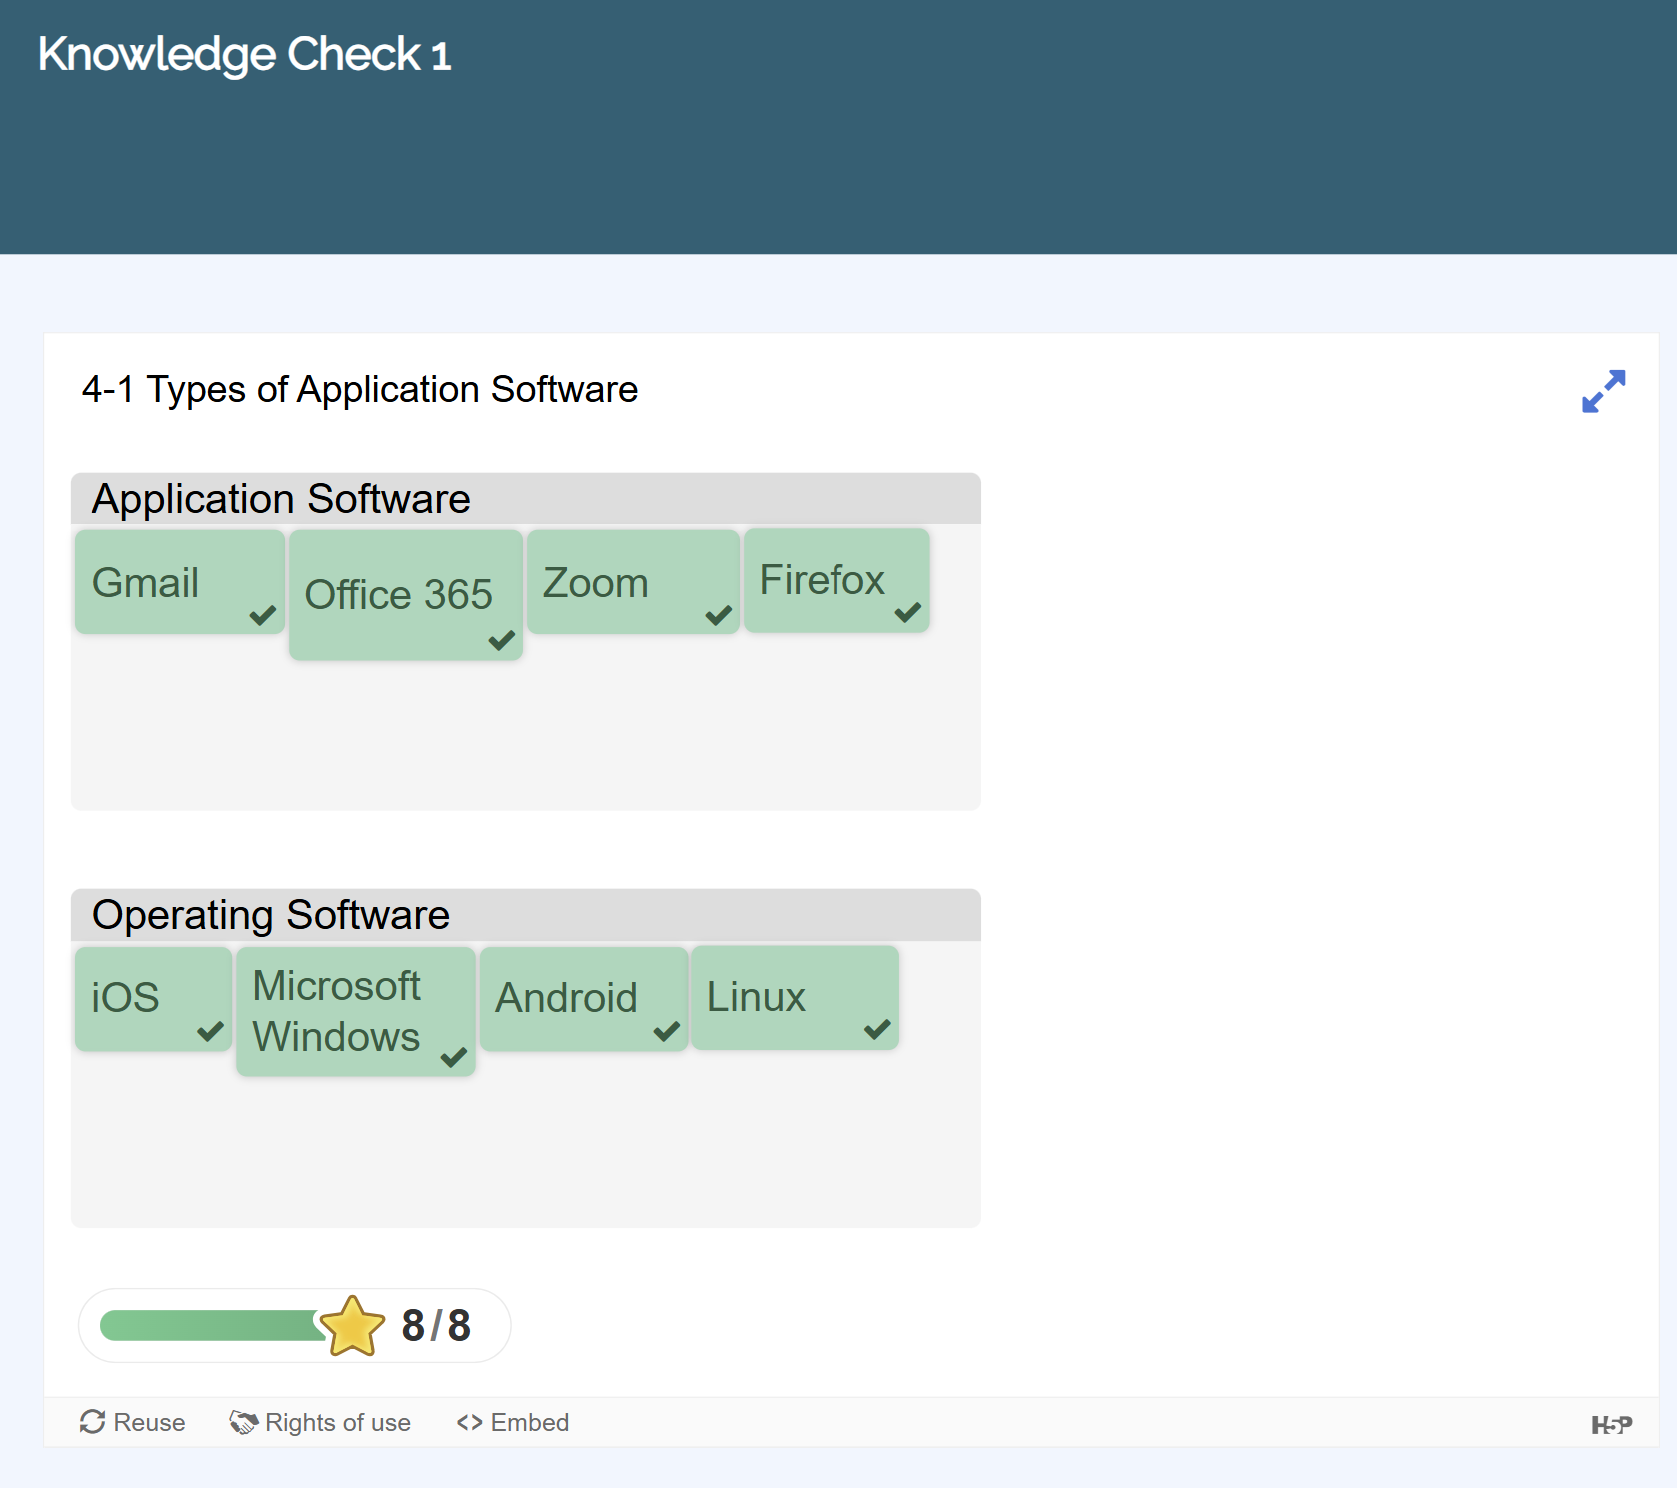 Knowledge Check 1
4-1 Types of Application Software
Application Software
Gmail
Office 365
Zoom
Firefox
Operating Software
iOS
Microsoft
Windows
Android
Linux
8/8
Reuse
Rights of use
<> Embed
H5P